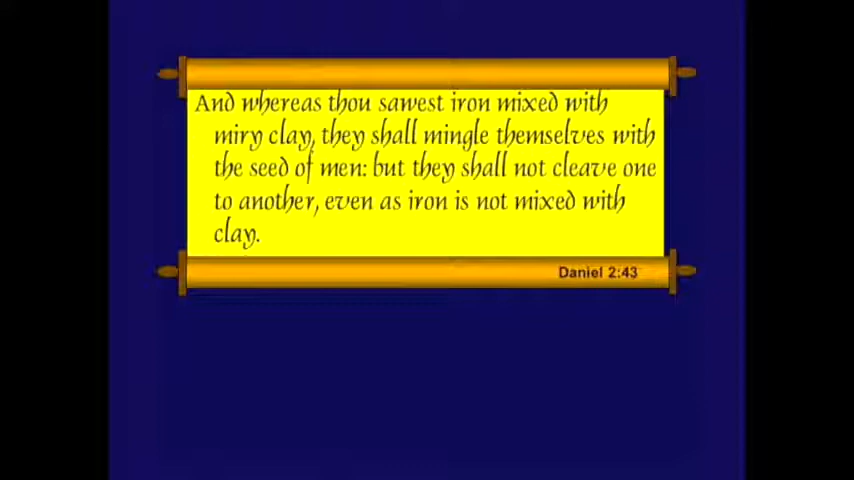 And whereas thou sawest iron mixed with
miry clay, they shall mingle themselves with
the seed of men: but they shall not cleave one
to another, even as iron is not mixed with
clay.
Daniel 2:43